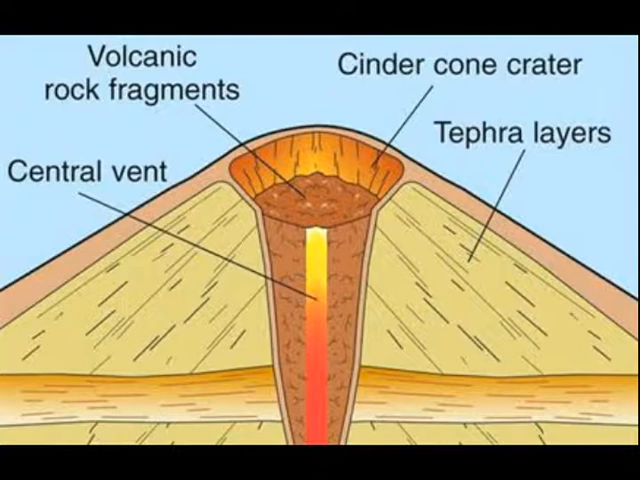 Volcanic
rock fragments
Cinder cone crater
Tephra layers
Central vent